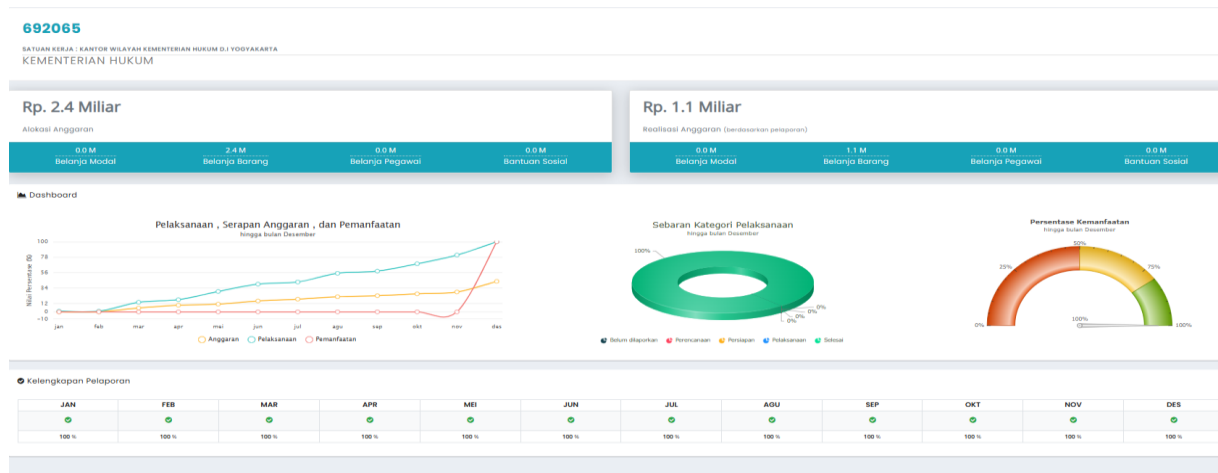 692065
SATUAN KERJA : KANTOR WILAYAH KEMENTERIAN HUKUM D.I YOGYAKARTA
KEMENTERIAN HUKUM
Rp. 2.4 Miliar
Alokasi Anggaran
0.0 M 2.4 M 0.0 M 0.0 M
Belanja Modal Belanja Barang Belanja Pegawai Bantuan Sosial
Rp. 1.1 Miliar
Realisasi Anggaran (berdasarkan pelaporan)
0.0 M 1.1 M 0.0 M 0.0 M
Belanja Modal Belanja Barang Belanja Pegawai Bantuan Sosial
Dashboard
Pelaksanaan , Serapan Anggaran , dan Pemanfaatan
hingga bulan Desember
Nilai Persentase (%)
100
78
56
34
12
0
-10
jan feb mar apr mei jun jul agu sep okt nov des
Anggaran Pelaksanaan Pemanfaatan
Sebaran Kategori Pelaksanaan
hingga bulan Desember
100%
0%
0%
0%
0%
Belum dilaporkan Perencanaan Persiapan Pelaksanaan Selesai
Persentase Kemanfaatan
hingga bulan Desember
50%
25% 75%
100%
0% 100%
Kelengkapan Pelaporan
JAN FEB MAR APR MEI JUN JUL AGU SEP OKT NOV DES
100 % 100 % 100 % 100 % 100 % 100 % 100 % 100 % 100 % 100 % 100 % 100 %